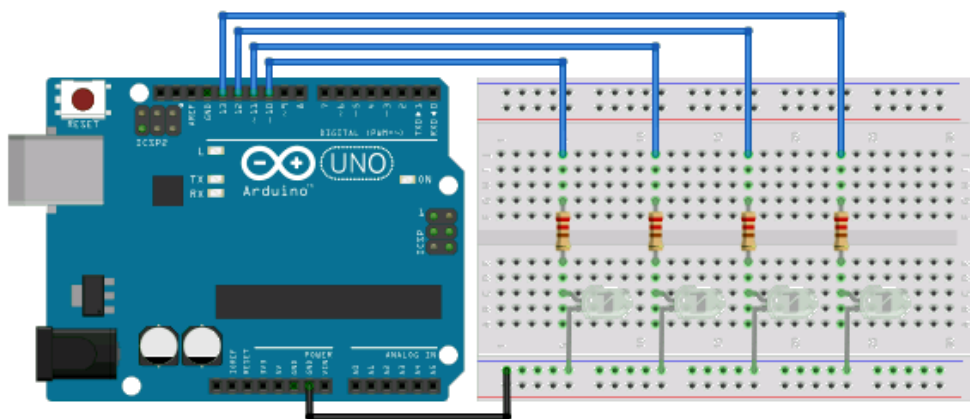 RESET
ICSP2
AREF
GND
13
12
~11
~10
~9
8
7
~6
~5
4
~3
2
TX▶1
RX◀0
DIGITAL (PWM=~)
L
TX
RX
UNO
Arduino™
ON
1
ICSP
IOREF
RESET
3V3
5V
GND
GND
VIN
POWER
ANALOG IN
A0
A1
A2
A3
A4
A5